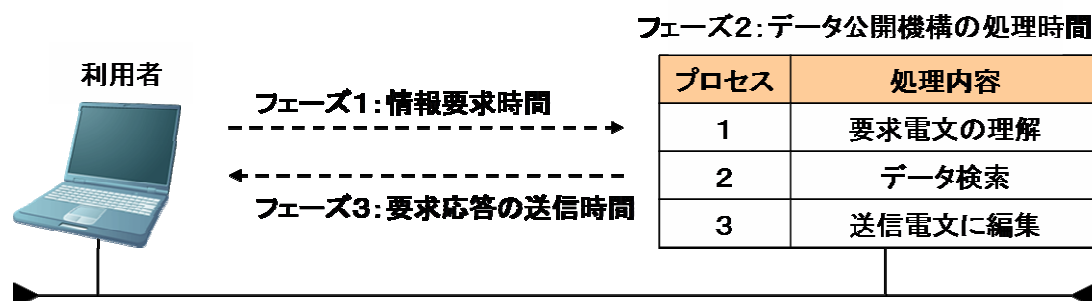 フェーズ2:データ公開機構の処理時間
利用者
フェーズ1:情報要求時間
フェーズ3:要求応答の送信時間
プロセス 処理内容
1 要求電文の理解
2 データ検索
3 送信電文に編集